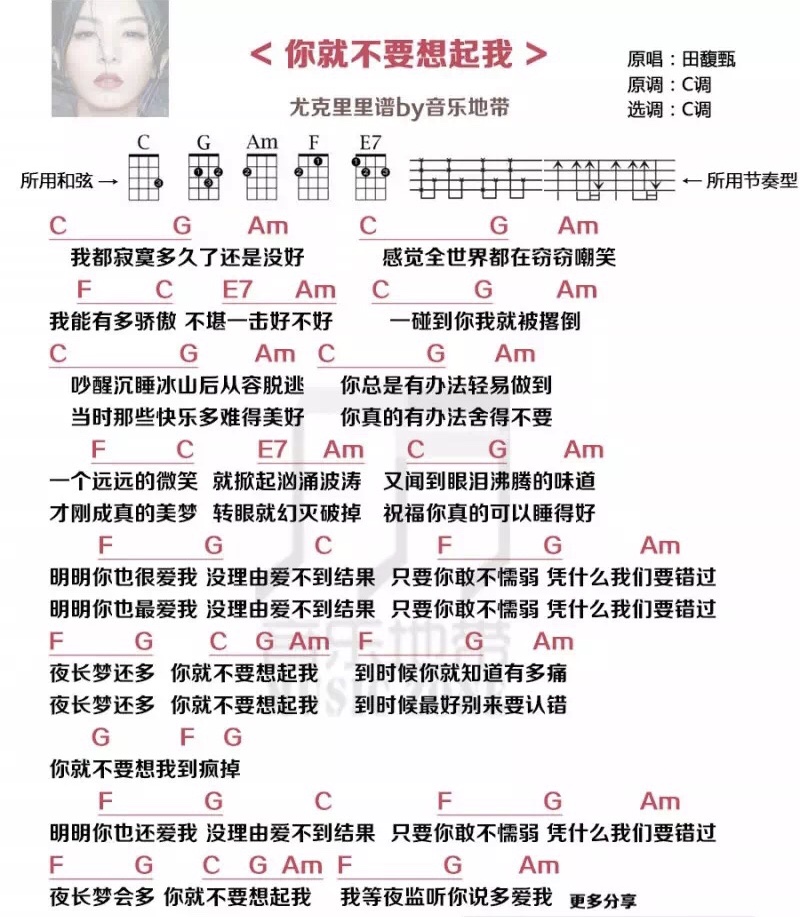 < 你就不要想起我 >
原唱：田馥甄
原调：C调
选调：C调
尤克里里谱by音乐地带
C G Am F E7
所用和弦→ ←所用节奏型
C G Am C G Am
我都寂寞多久了还是没好 感觉全世界都在窃窃嘲笑
F C E7 Am C G Am
我能有多骄傲 不堪一击好不好 一碰到你我就被撂倒
C G Am C G Am
吵醒沉睡冰山后从容脱逃 你总是有办法轻易做到
当时那些快乐多难得美好 你真的有办法舍得不要
F C E7 Am C G Am
一个远远的微笑 就掀起汹涌波涛 又闻到眼泪沸腾的味道
才刚成真的美梦 转眼就幻灭破掉 祝福你真的可以睡得好
F G C F G Am
明明你也很爱我 没理由爱不到结果 只要你敢不懦弱 凭什么我们要错过
明明你也最爱我 没理由爱不到结果 只要你敢不懦弱 凭什么我们要错过
F G C G Am F G Am
夜长梦还多 你就不要想起我 到时候你就知道有多痛
夜长梦还多 你就不要想起我 到时候最好别来要认错
音乐地带
MUSIC ZONE
G F G
你就不要想我到疯掉
F G C F G Am
明明你也还爱我 没理由爱不到结果 只要你敢不懦弱 凭什么我们要错过
F G C G Am F G Am
夜长梦会多 你就不要想起我 我等夜监听你说多爱我 更多分享